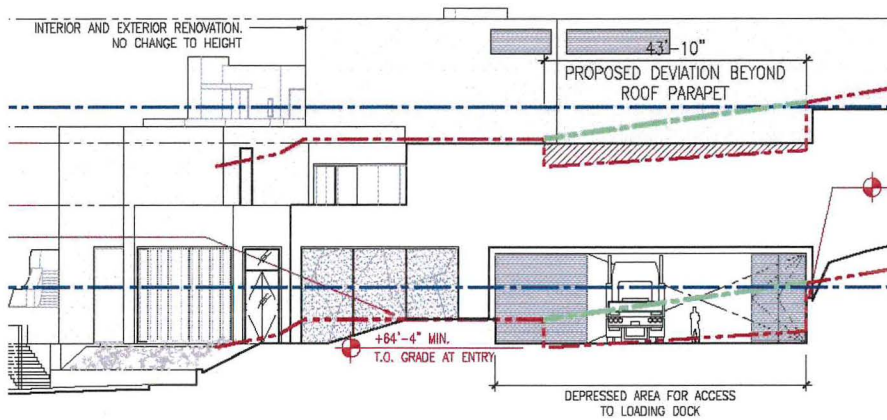 INTERIOR AND EXTERIOR RENOVATION.
NO CHANGE TO HEIGHT
43'-10"
PROPOSED DEVIATION BEYOND
ROOF PARAPET
+64'-4" MIN.
T.O. GRADE AT ENTRY
DEPRESSED AREA FOR ACCESS
TO LOADING DOCK